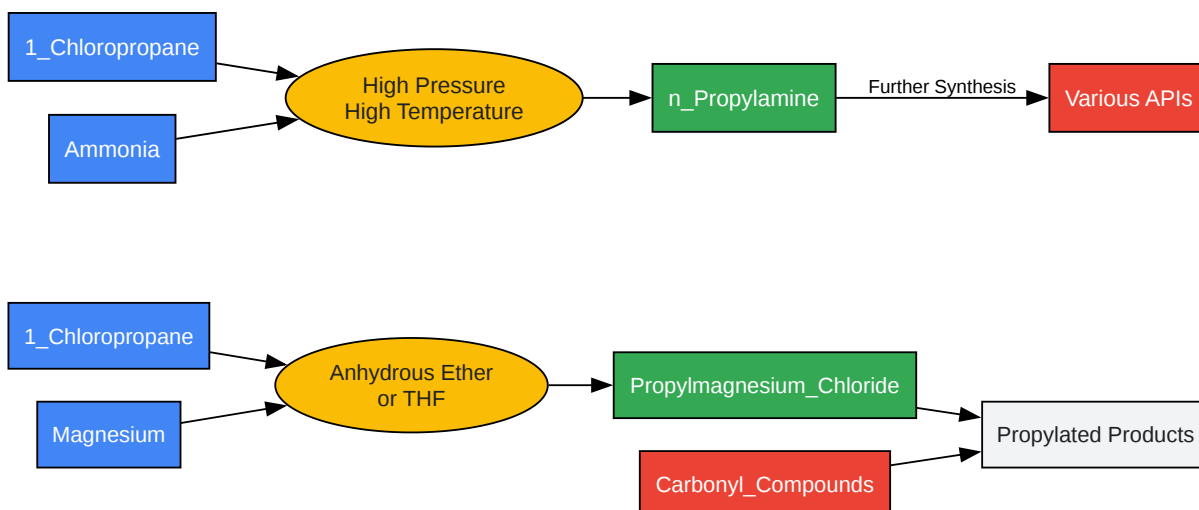 1_Chloropropane
Ammonia
High Pressure
High Temperature
n_Propylamine
Further Synthesis
Various APIs
1_Chloropropane
Magnesium
Anhydrous Ether
or THF
Propylmagnesium_Chloride
Carbonyl_Compounds
Propylated Products